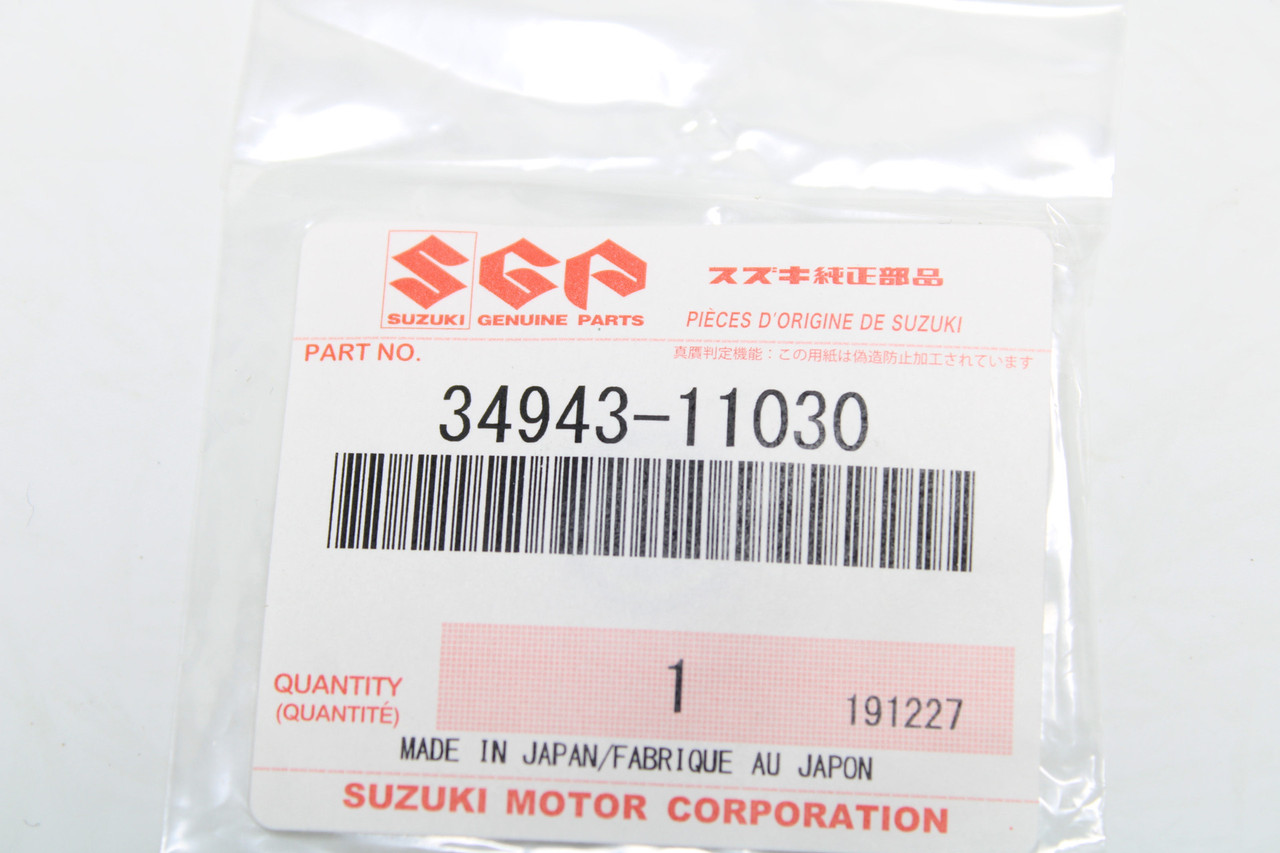 SGP スズキ純正部品
SUZUKI GENUINE PARTS PIÈCES D'ORIGINE DE SUZUKI
PART NO. 真贋判定機能：この用紙は偽造防止加工されています
34943-11030
QUANTITY 1 191227
(QUANTITÉ)
MADE IN JAPAN/FABRIQUE AU JAPON
SUZUKI MOTOR CORPORATION